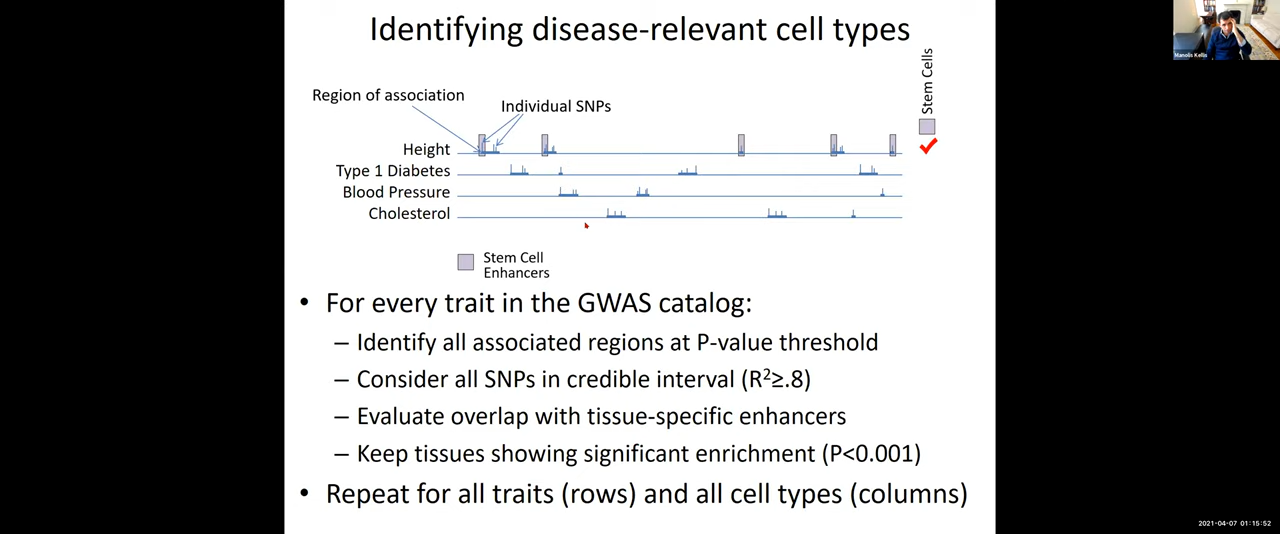 Identifying disease-relevant cell types
Manolis Kellis
Stem Cells
Region of association
Individual SNPs
Height
Type 1 Diabetes
Blood Pressure
Cholesterol
Stem Cell
Enhancers
• For every trait in the GWAS catalog:
– Identify all associated regions at P-value threshold
– Consider all SNPs in credible interval (R²≥.8)
– Evaluate overlap with tissue-specific enhancers
– Keep tissues showing significant enrichment (P<0.001)
• Repeat for all traits (rows) and all cell types (columns)
2021-04-07 01:15:52